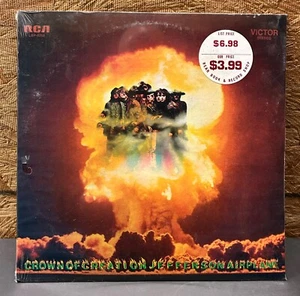 RCA
VICTOR
LIST PRICE
$6.98
OUR PRICE
$3.99
CROWN OF CREATION JEFFERSON AIRPLANE